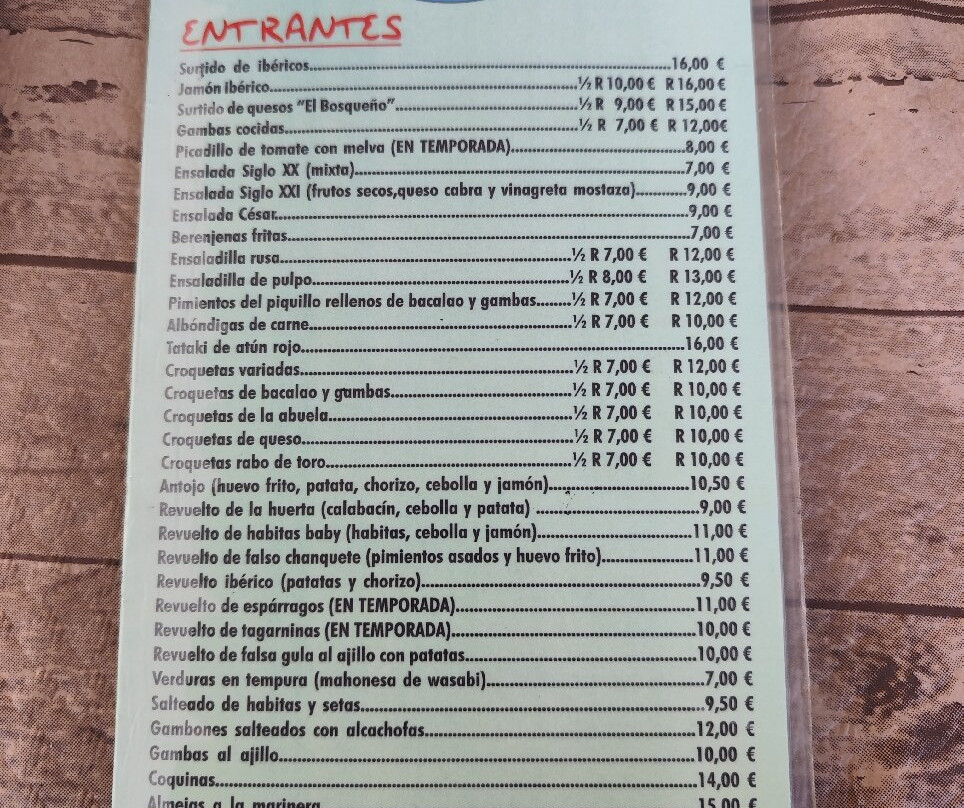 ENTRANTES
Surtido de ibéricos...16,00 €
Jamón Ibérico...½ R 10,00 € R 16,00 €
Surtido de quesos "El Bosqueño"...½ R 9,00 € R 15,00 €
Gambas cocidas...½ R 7,00 € R 12,00€
Picadillo de tomate con melva (EN TEMPORADA)...8,00 €
Ensalada Siglo XX (mixta)...7,00 €
Ensalada Siglo XXI (frutos secos,queso cabra y vinagreta mostaza)...9,00 €
Ensalada César...9,00 €
Berenjenas fritas...7,00 €
Ensaladilla rusa...½ R 7,00 € R 12,00 €
Ensaladilla de pulpo...½ R 8,00 € R 13,00 €
Pimientos del piquillo rellenos de bacalao y gambas...½ R 7,00 € R 12,00 €
Albóndigas de carne...½ R 7,00 € R 10,00 €
Tataki de atún rojo...16,00 €
Croquetas variadas...½ R 7,00 € R 12,00 €
Croquetas de bacalao y gambas...½ R 7,00 € R 10,00 €
Croquetas de la abuela...½ R 7,00 € R 10,00 €
Croquetas de queso...½ R 7,00 € R 10,00 €
Croquetas rabo de toro...½ R 7,00 € R 10,00 €
Antojo (huevo frito, patata, chorizo, cebolla y jamón)...10,50 €
Revuelto de la huerta (calabacín, cebolla y patata) ...9,00 €
Revuelto de habitas baby (habitas, cebolla y jamón)...11,00 €
Revuelto de falso chanquete (pimientos asados y huevo frito)...11,00 €
Revuelto ibérico (patatas y chorizo)...9,50 €
Revuelto de espárragos (EN TEMPORADA)...11,00 €
Revuelto de tagarninas (EN TEMPORADA)...10,00 €
Revuelto de falsa gula al ajillo con patatas...10,00 €
Verduras en tempura (mahonesa de wasabi)...7,00 €
Salteado de habitas y setas...9,50 €
Gambones salteados con alcachofas...12,00 €
Gambas al ajillo...10,00 €
Coquinas...14,00 €
Almejas a la marinera...15,00 €